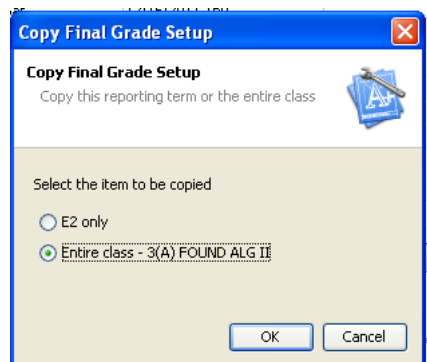 Copy Final Grade Setup
Copy Final Grade Setup
Copy this reporting term or the entire class
A+
Select the item to be copied
E2 only
Entire class - 3(A) FOUND ALG II
OK Cancel